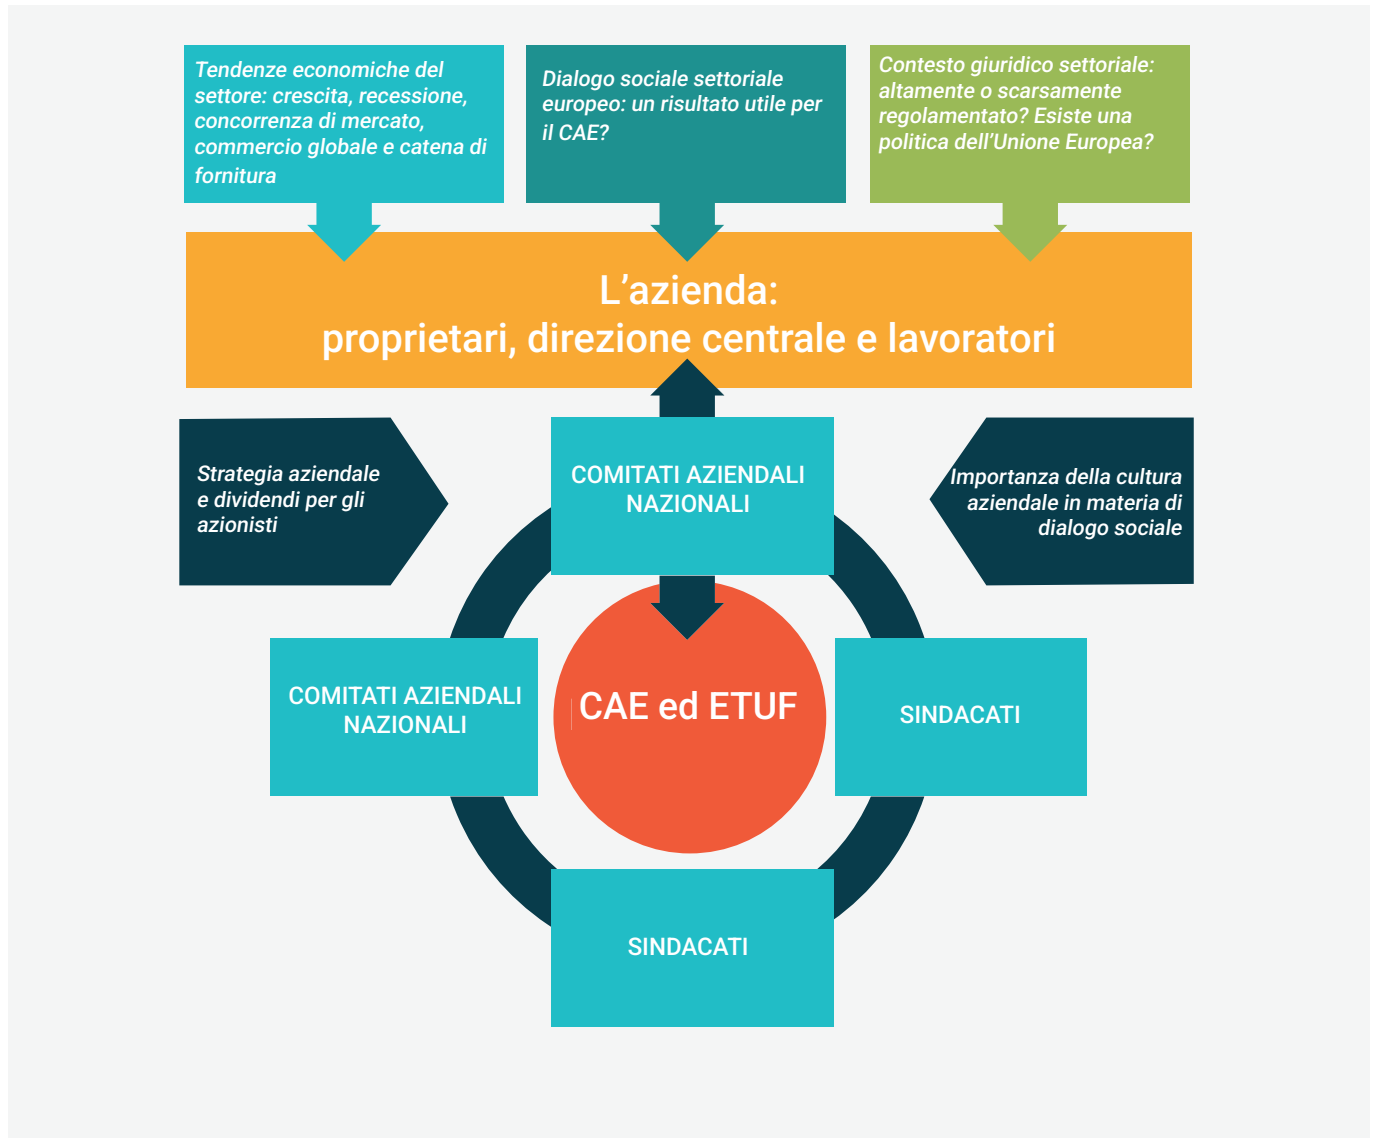 Tendenze economiche del
settore: crescita, recessione,
concorrenza di mercato,
commercio globale e catena di
fornitura
Dialogo sociale settoriale
europeo: un risultato utile per
il CAE?
Contesto giuridico settoriale:
altamente o scarsamente
regolamentato? Esiste una
politica dell’Unione Europea?
L’azienda:
proprietari, direzione centrale e lavoratori
Strategia aziendale
e dividendi per gli
azionisti
COMITATI AZIENDALI
NAZIONALI
Importanza della cultura
aziendale in materia di
dialogo sociale
COMITATI AZIENDALI
NAZIONALI
CAE ed ETUF
SINDACATI
SINDACATI